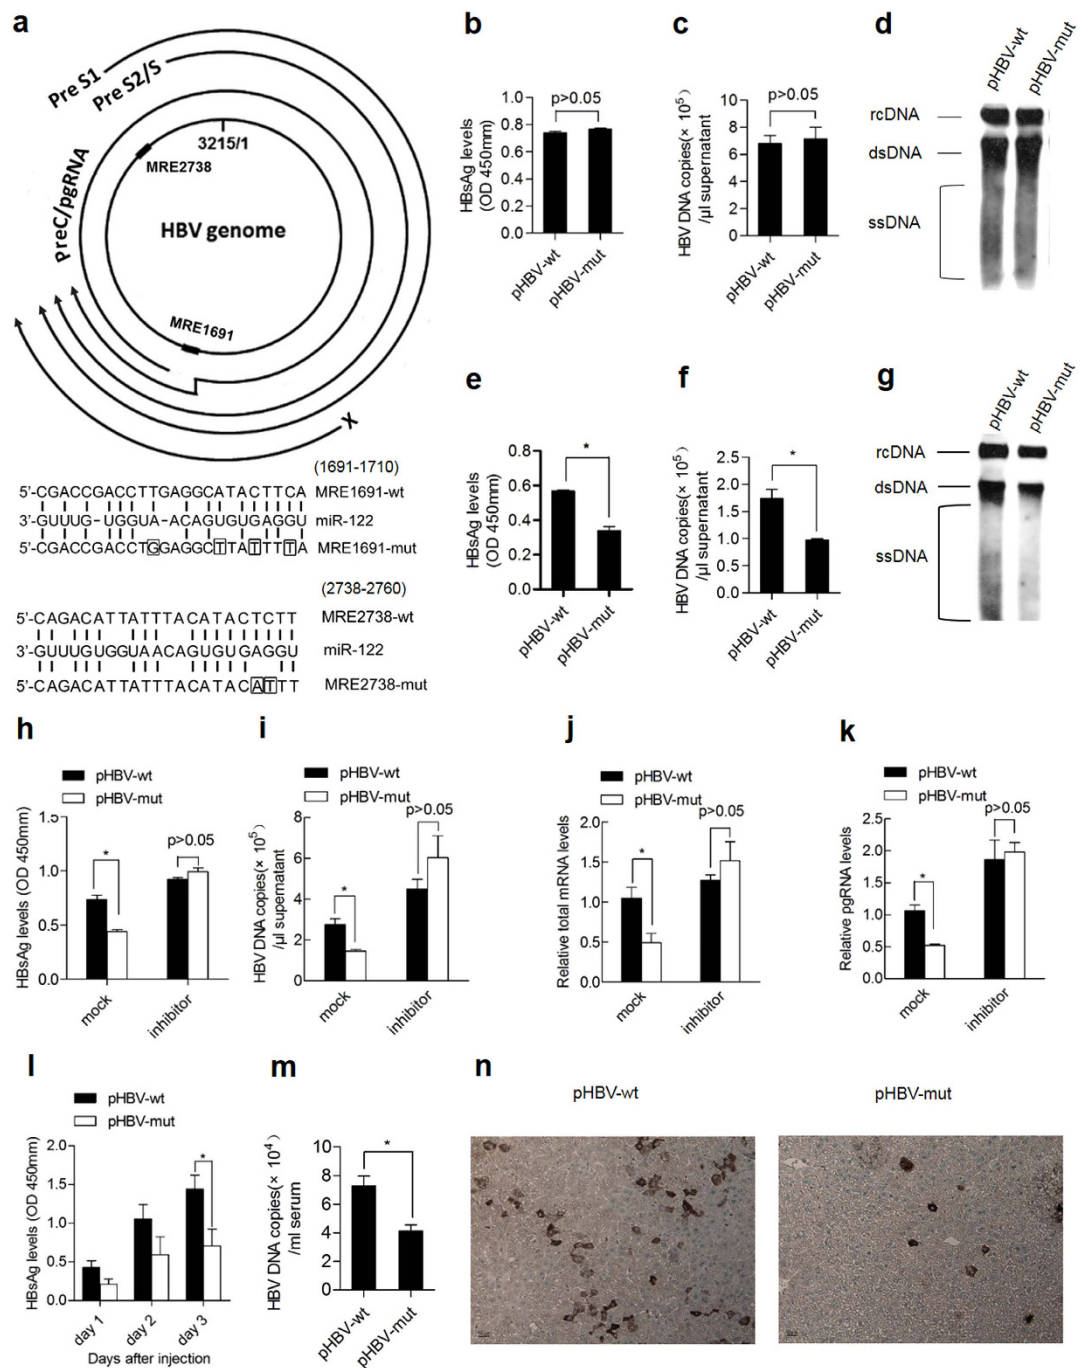 a
Pre S1
Pre S2/S
PreC/pgRNA
3215/1
MRE2738
HBV genome
MRE1691
X
(1691-1710)
5'-CGACCGACCTTGAGGCATACTTCA MRE1691-wt
3'-GUUUG-UGGUA-ACAGUGUGAGGU miR-122
5'-CGACCGACCTGGAGGCTTATTTTA MRE1691-mut
(2738-2760)
5'-CAGACATTATTTACATACTCTT MRE2738-wt
3'-GUUUGUGGUAACAGUGUGAGGU miR-122
5'-CAGACATTATTTACATACATTT MRE2738-mut
b
HBsAg levels
(OD 450mm)
1.0
0.8
0.6
0.4
0.2
0.0
p>0.05
pHBV-wt
pHBV-mut
c
HBV DNA copies(× 10⁵)
/μl supernatant
10
8
6
4
2
0
p>0.05
pHBV-wt
pHBV-mut
d
pHBV-wt
pHBV-mut
rcDNA
dsDNA
ssDNA
e
HBsAg levels
(OD 450mm)
0.8
0.6
0.4
0.2
0.0
*
pHBV-wt
pHBV-mut
f
HBV DNA copies(× 10⁵)
/μl supernatant
2.5
2.0
1.5
1.0
0.5
0.0
*
pHBV-wt
pHBV-mut
g
pHBV-wt
pHBV-mut
rcDNA
dsDNA
ssDNA
h
pHBV-wt
pHBV-mut
HBsAg levels (OD 450mm)
1.5
1.0
0.5
0.0
*
p>0.05
mock
inhibitor
i
pHBV-wt
pHBV-mut
HBV DNA copies(× 10⁵)
/μl supernatant
8
6
4
2
0
*
p>0.05
mock
inhibitor
j
pHBV-wt
pHBV-mut
Relative total mRNA levels
2.0
1.5
1.0
0.5
0.0
*
p>0.05
mock
inhibitor
k
pHBV-wt
pHBV-mut
Relative pgRNA levels
2.5
2.0
1.5
1.0
0.5
0.0
*
p>0.05
mock
inhibitor
l
pHBV-wt
pHBV-mut
HBsAg levels (OD 450mm)
2.0
1.5
1.0
0.5
0.0
*
day 1
day 2
day 3
Days after injection
m
HBV DNA copies(× 10⁴)
/ml serum
10
8
6
4
2
0
*
pHBV-wt
pHBV-mut
n
pHBV-wt
pHBV-mut